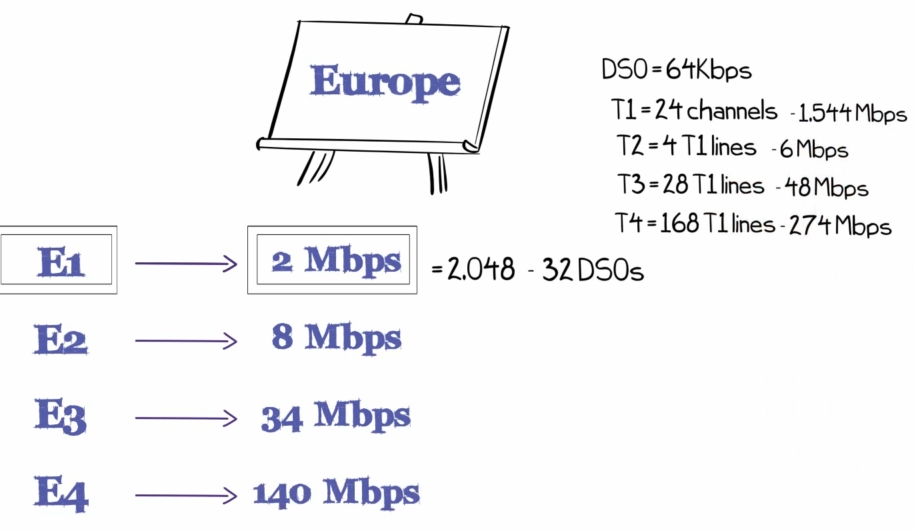 Europe
DS0 = 64Kbps
T1 = 24 channels - 1.544 Mbps
T2 = 4 T1 lines - 6 Mbps
T3 = 28 T1 lines - 48 Mbps
T4 = 168 T1 lines - 274 Mbps
E1 → 2 Mbps = 2.048 - 32 DS0s
E2 → 8 Mbps
E3 → 34 Mbps
E4 → 140 Mbps